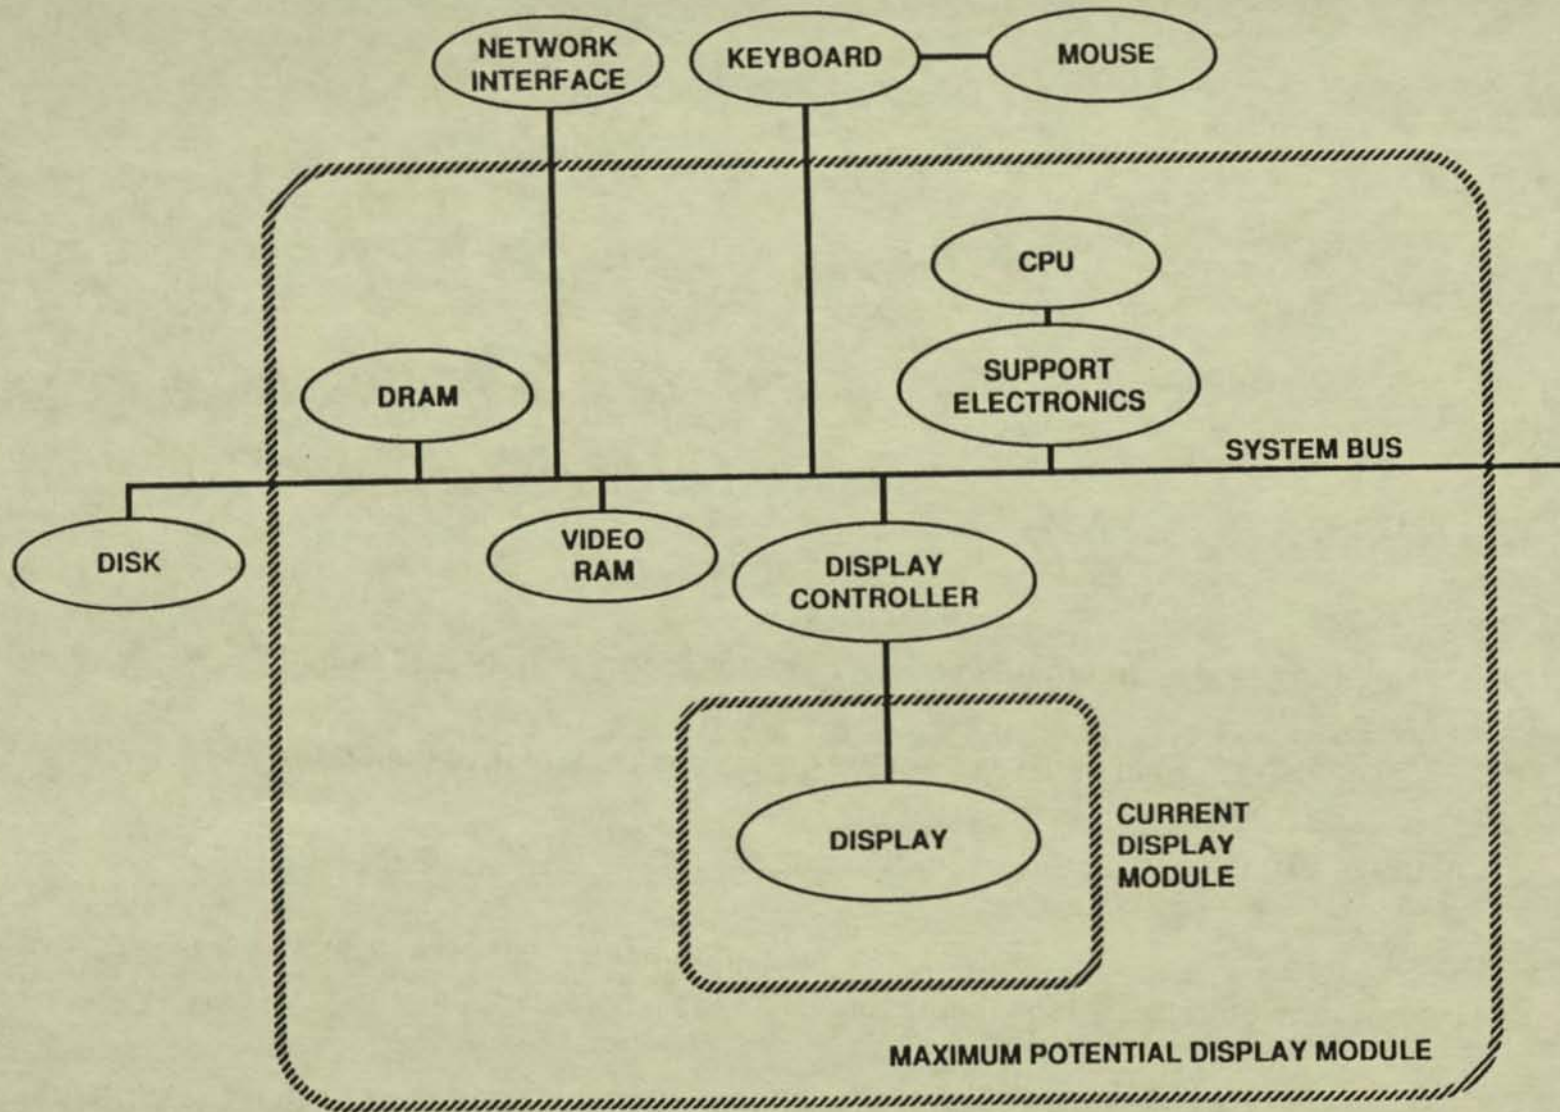 NETWORK
INTERFACE
KEYBOARD
MOUSE
CPU
SUPPORT
ELECTRONICS
DRAM
SYSTEM BUS
DISK
VIDEO
RAM
DISPLAY
CONTROLLER
DISPLAY
CURRENT
DISPLAY
MODULE
MAXIMUM POTENTIAL DISPLAY MODULE